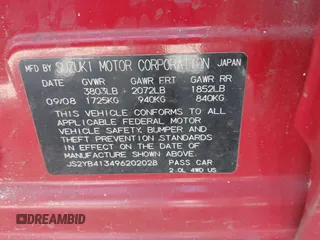 MFD BY SUZUKI MOTOR CORPORATION JAPAN
DATE GVWR GAWR FRT GAWR RR
3803LB 2072LB 1852LB
09/08 1725KG 940KG 840KG
THIS VEHICLE CONFORMS TO ALL
APPLICABLE FEDERAL MOTOR
VEHICLE SAFETY, BUMPER AND
THEFT PREVENTION STANDARDS
IN EFFECT ON THE DATE OF
MANUFACTURE SHOWN ABOVE.
JS2YB413496202028 PASS. CAR
2.0L 4WD US
DREAMBID.COM